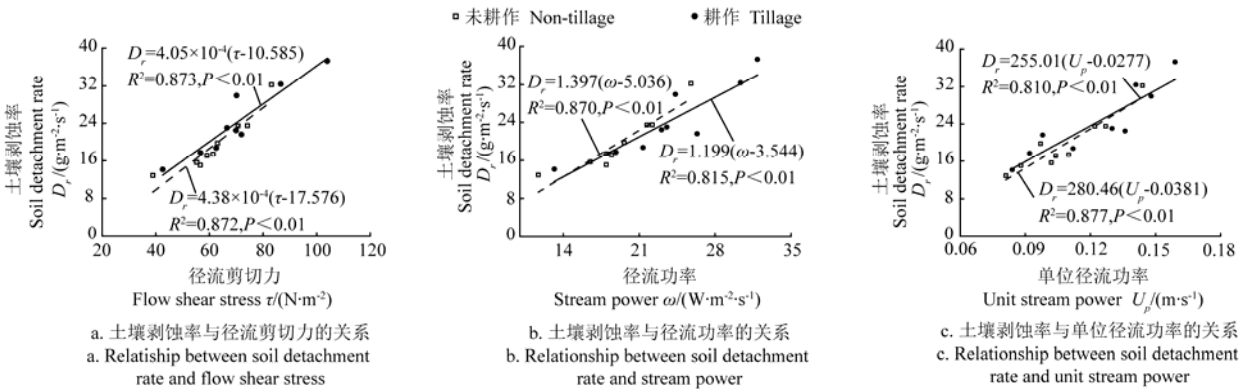 □ 未耕作 Non-tillage ● 耕作 Tillage
土壤剥蚀率
Soil detachment rate
Dr/(g·m-2·s-1)
40
32
24
16
8
0
Dr=4.05×10-4(τ-10.585)
R2=0.873,P<0.01
Dr=4.38×10-4(τ-17.576)
R2=0.872,P<0.01
20 40 60 80 100 120
径流剪切力
Flow shear stress τ/(N·m-2)
a. 土壤剥蚀率与径流剪切力的关系
a. Relatiship between soil detachment
rate and flow shear stress
土壤剥蚀率
Soil detachment rate
Dr/(g·m-2·s-1)
40
32
24
16
8
0
Dr=1.397(ω-5.036)
R2=0.870,P<0.01
Dr=1.199(ω-3.544)
R2=0.815,P<0.01
14 21 28 35
径流功率
Stream power ω/(W·m-2·s-1)
b. 土壤剥蚀率与径流功率的关系
b. Relationship between soil detachment
rate and stream power
土壤剥蚀率
Soil detachment rate
Dr/(g·m-2·s-1)
40
32
24
16
8
0
Dr=255.01(Up-0.0277)
R2=0.810,P<0.01
Dr=280.46(Up-0.0381)
R2=0.877,P<0.01
0.06 0.09 0.12 0.15 0.18
单位径流功率
Unit stream power Up/(m·s-1)
c. 土壤剥蚀率与单位径流功率的关系
c. Relationship between soil detachment
rate and unit stream power